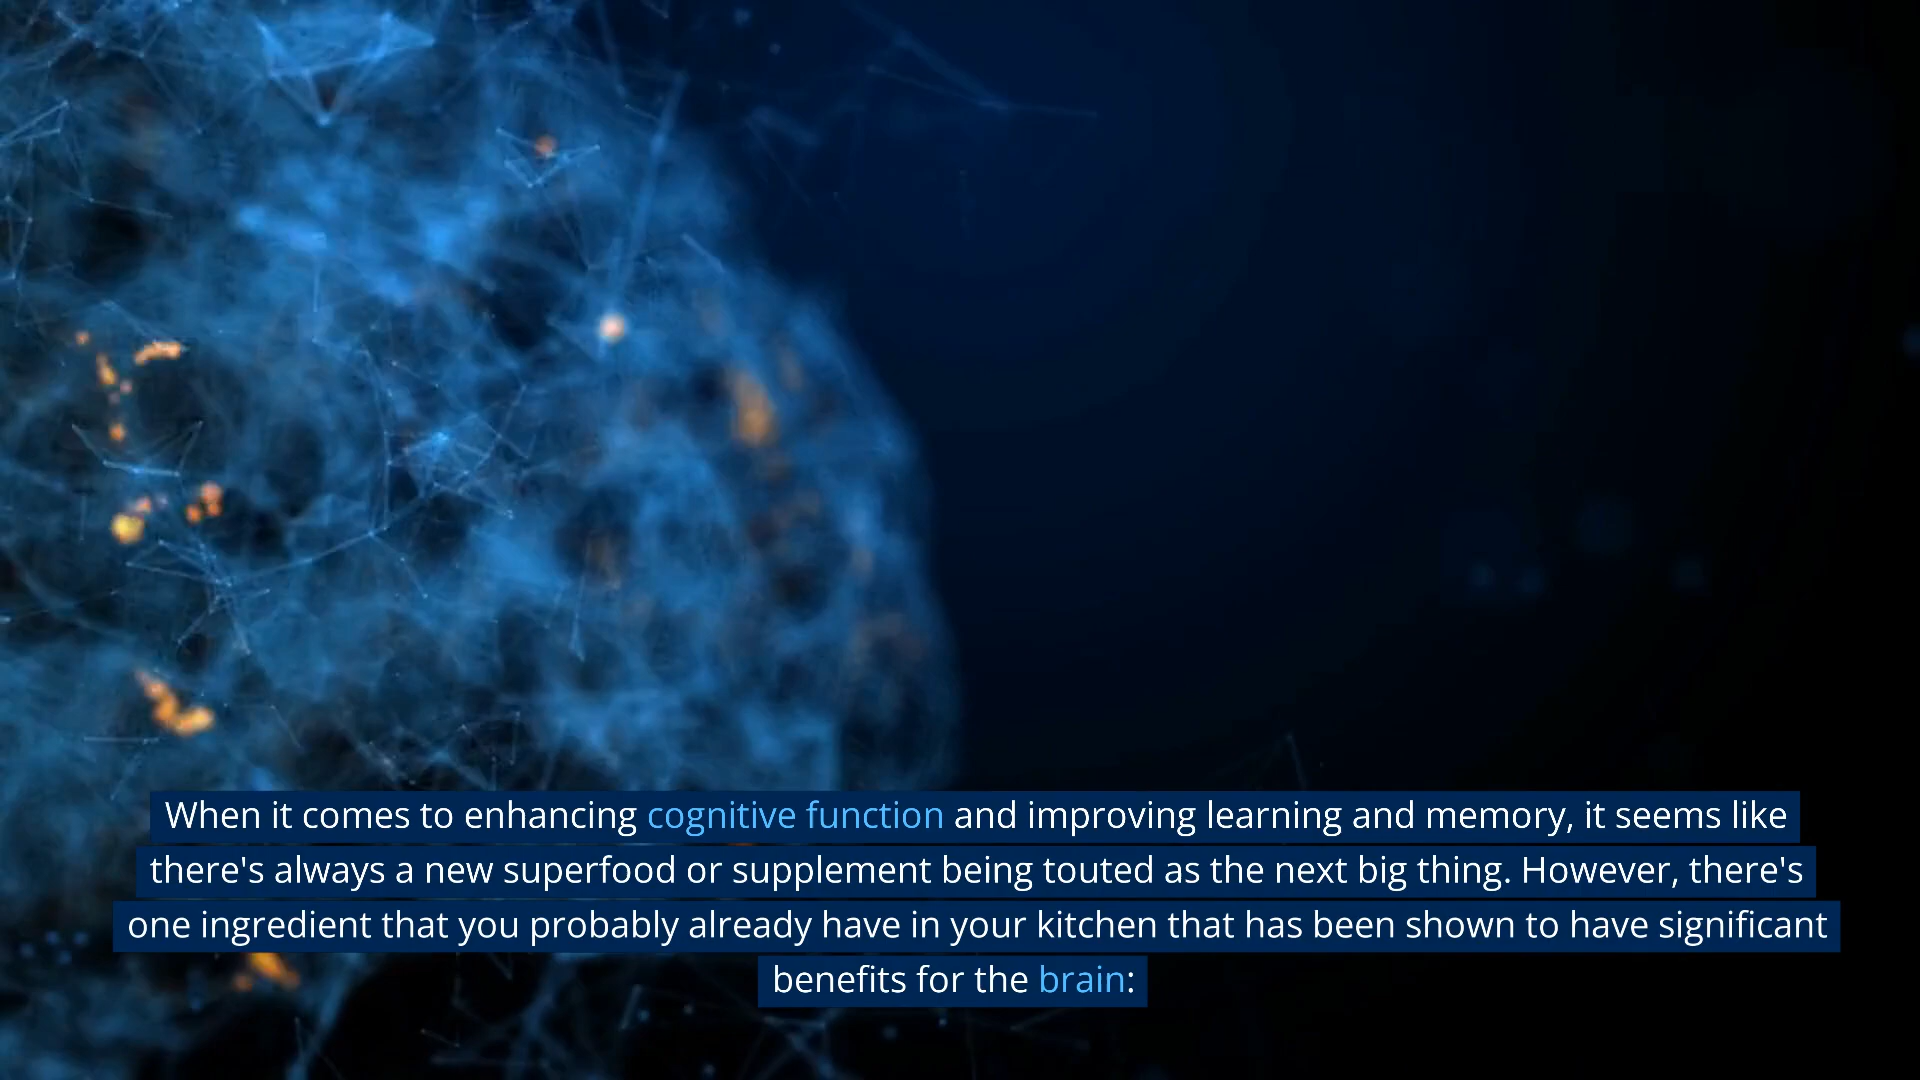 When it comes to enhancing cognitive function and improving learning and memory, it seems like
there's always a new superfood or supplement being touted as the next big thing. However, there's
one ingredient that you probably already have in your kitchen that has been shown to have significant
benefits for the brain: